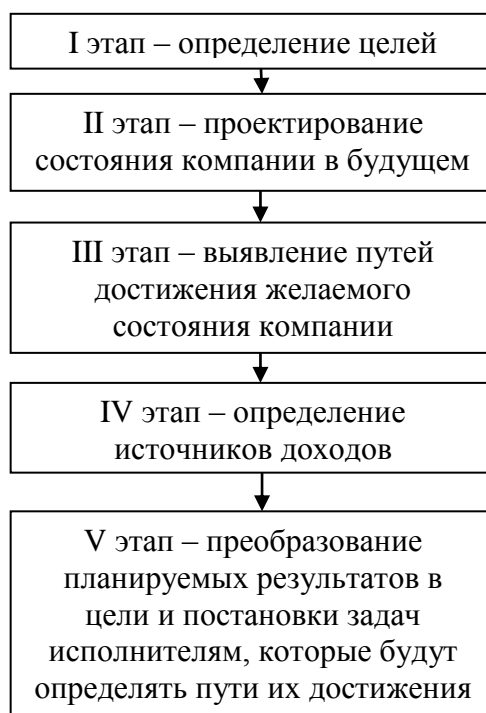 I этап – определение целей
II этап – проектирование
состояния компании в будущем
III этап – выявление путей
достижения желаемого
состояния компании
IV этап – определение
источников доходов
V этап – преобразование
планируемых результатов в
цели и постановки задач
исполнителям, которые будут
определять пути их достижения